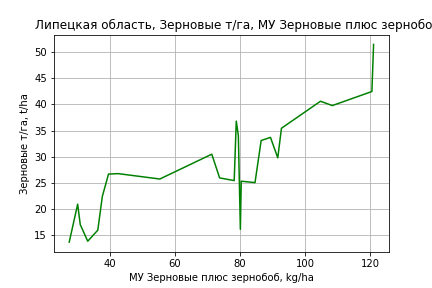 Липецкая область, Зерновые т/га, МУ Зерновые плюс зернобо
50
45
40
35
30
25
20
15
Зерновые т/га, t/ha
40 60 80 100 120
МУ Зерновые плюс зернобоб, kg/ha